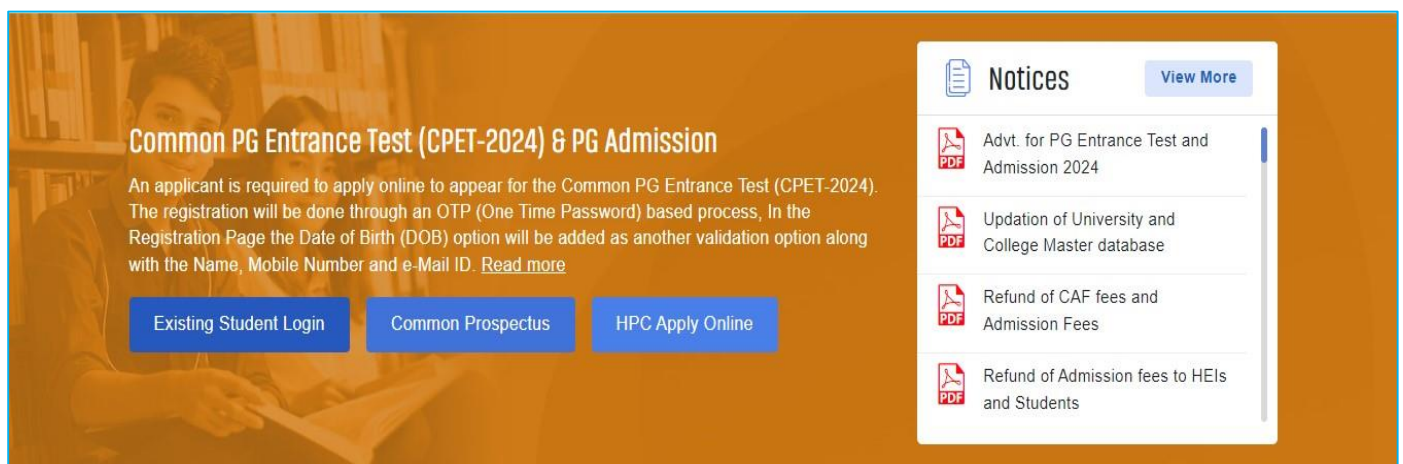 Common PG Entrance Test (CPET-2024) & PG Admission
An applicant is required to apply online to appear for the Common PG Entrance Test (CPET-2024).
The registration will be done through an OTP (One Time Password) based process, In the
Registration Page the Date of Birth (DOB) option will be added as another validation option along
with the Name, Mobile Number and e-Mail ID. Read more
Existing Student Login
Common Prospectus
HPC Apply Online
Notices
View More
PDF
Advt. for PG Entrance Test and
Admission 2024
PDF
Updation of University and
College Master database
PDF
Refund of CAF fees and
Admission Fees
PDF
Refund of Admission fees to HEIs
and Students